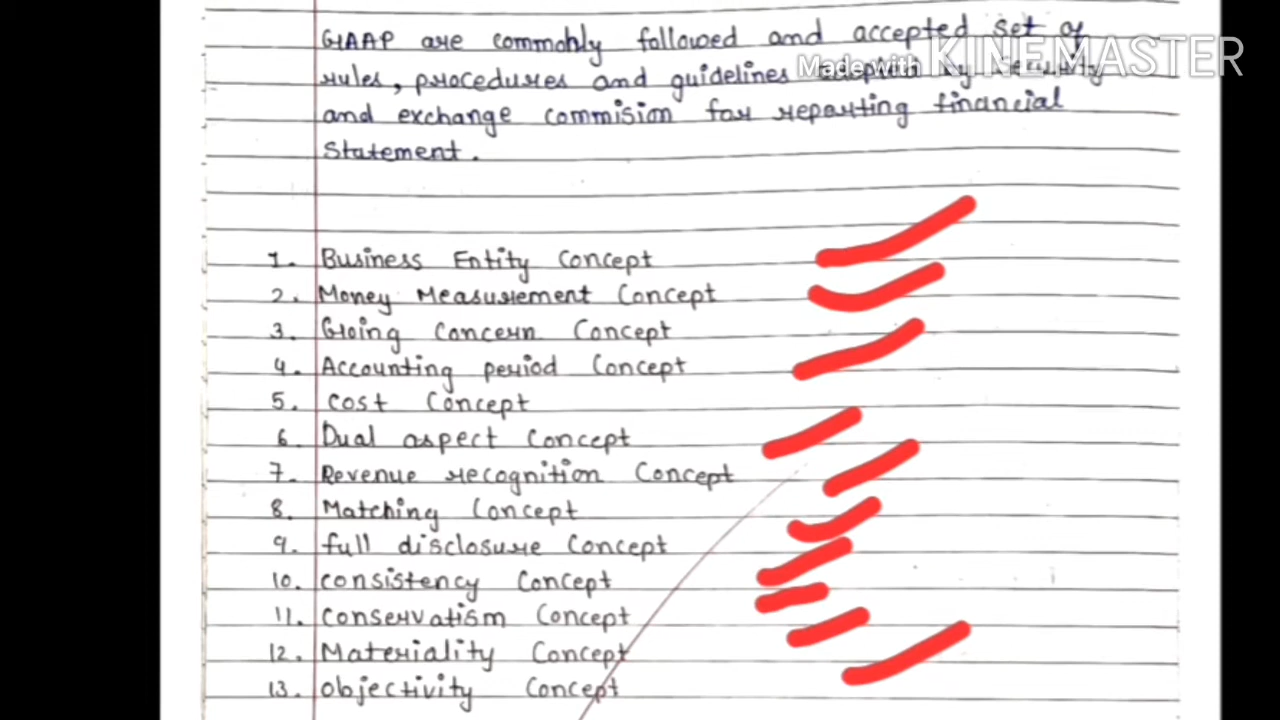 GAAP are commonly followed and accepted set of
Made with KINEMASTER
rules, procedures and guidelines adopted by security
and exchange commision for reporting financial
Statement.
1. Business Entity Concept
2. Money Measurement Concept
3. Going Concern Concept
4. Accounting period Concept
5. Cost Concept
6. Dual aspect Concept
7. Revenue recognition Concept
8. Matching Concept
9. full disclosure Concept
10. consistency Concept
11. Conservatism Concept
12. Materiality Concept
13. Objectivity Concept